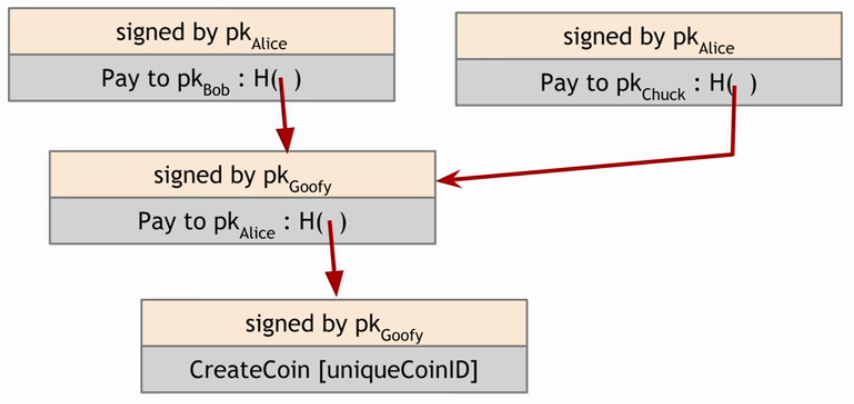 signed by pkAlice
Pay to pkBob : H( )
signed by pkAlice
Pay to pkChuck : H( )
signed by pkGoofy
Pay to pkAlice : H( )
signed by pkGoofy
CreateCoin [uniqueCoinID]